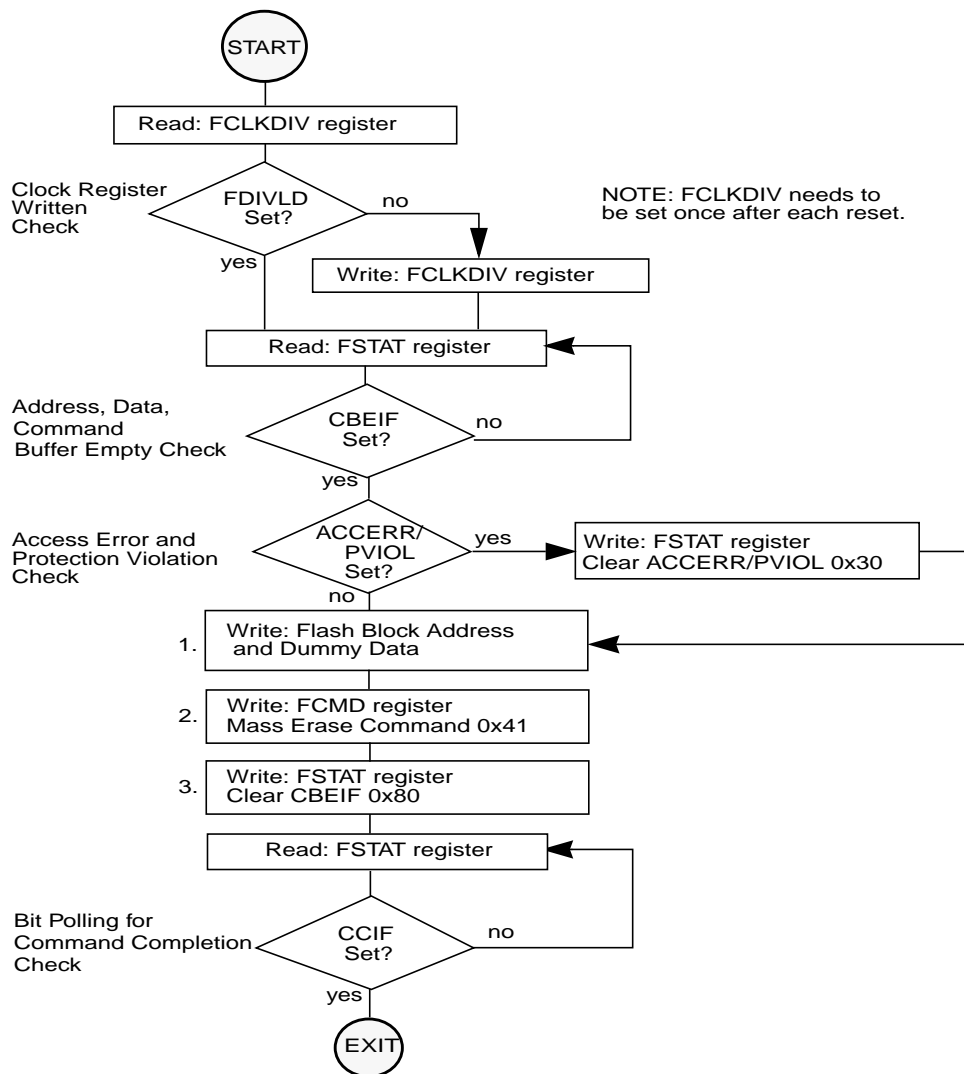 START
Read: FCLKDIV register
Clock Register
Written
Check
FDIVLD
Set?
no
yes
NOTE: FCLKDIV needs to
be set once after each reset.
Write: FCLKDIV register
Read: FSTAT register
Address, Data,
Command
Buffer Empty Check
CBEIF
Set?
no
yes
Access Error and
Protection Violation
Check
ACCERR/
PVIOL
Set?
yes
no
Write: FSTAT register
Clear ACCERR/PVIOL 0x30
1.
Write: Flash Block Address
and Dummy Data
2.
Write: FCMD register
Mass Erase Command 0x41
3.
Write: FSTAT register
Clear CBEIF 0x80
Read: FSTAT register
Bit Polling for
Command Completion
Check
CCIF
Set?
no
yes
EXIT